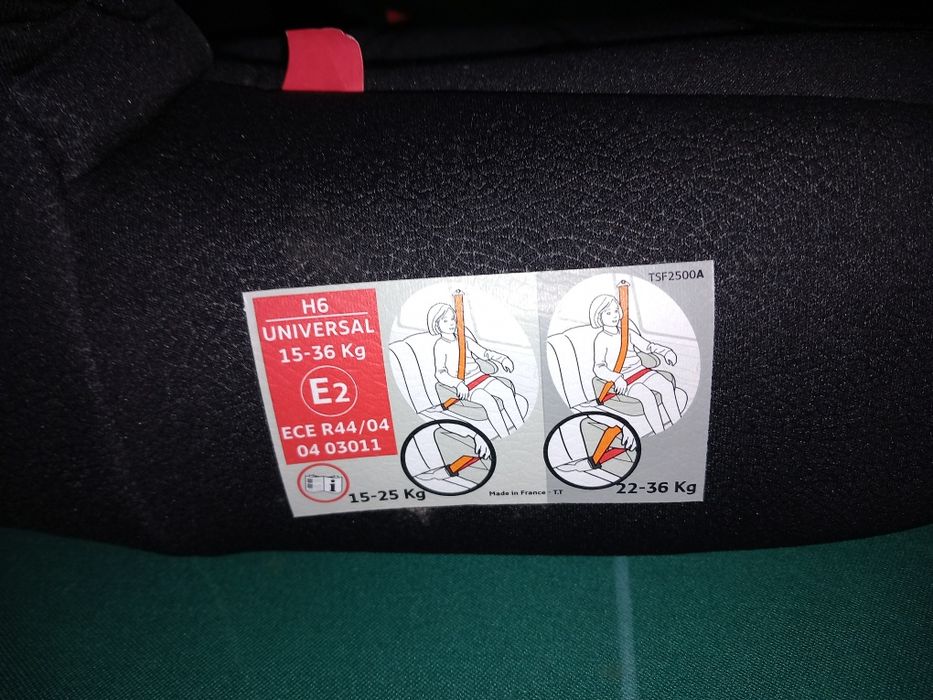 H6
UNIVERSAL
15-36 Kg
E2
ECE R44/04
04 03011
i
15-25 Kg
Made in France - T.T
TSF2500A
22-36 Kg